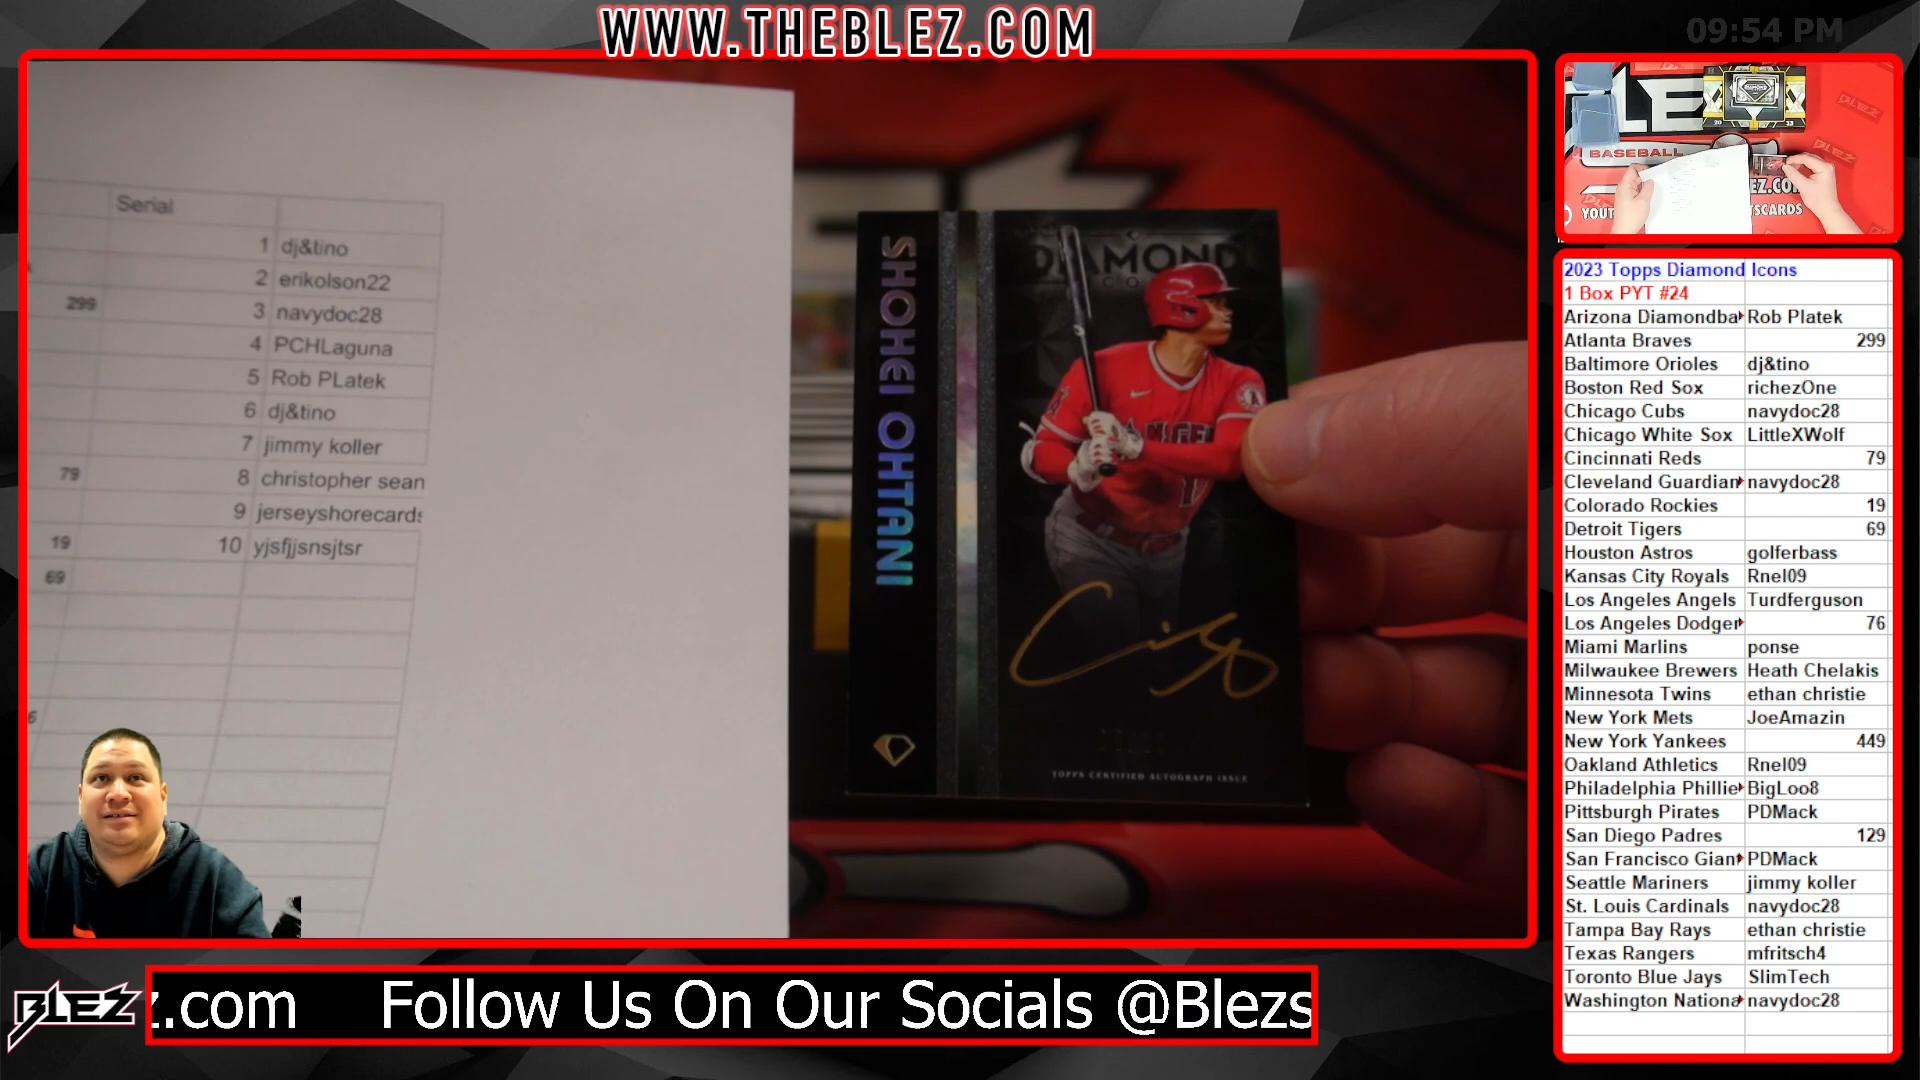 WWW.THEBLEZ.COM
09:54 PM
Serial
1 dj&tino
2 erikolson22
299 3 navydoc28
4 PCHLaguna
5 Rob PLatek
6 dj&tino
7 jimmy koller
79 8 christopher sean
9 jerseyshorecards
19 10 yjsfjjsnsjtsr
69
SHOHEI OHTANI
DIAMOND
TOPPS CERTIFIED AUTOGRAPH ISSUE
BASEBALL
EZ.CO
YOUT
TSCARDS
2023 Topps Diamond Icons
1 Box PYT #24
Arizona Diamondba Rob Platek
Atlanta Braves 299
Baltimore Orioles dj&tino
Boston Red Sox richezOne
Chicago Cubs navydoc28
Chicago White Sox LittleXWolf
Cincinnati Reds 79
Cleveland Guardian navydoc28
Colorado Rockies 19
Detroit Tigers 69
Houston Astros golferbass
Kansas City Royals Rnel09
Los Angeles Angels Turdferguson
Los Angeles Dodger 76
Miami Marlins ponse
Milwaukee Brewers Heath Chelakis
Minnesota Twins ethan christie
New York Mets JoeAmazin
New York Yankees 449
Oakland Athletics Rnel09
Philadelphia Phillie BigLoo8
Pittsburgh Pirates PDMack
San Diego Padres 129
San Francisco Giant PDMack
Seattle Mariners jimmy koller
St. Louis Cardinals navydoc28
Tampa Bay Rays ethan christie
Texas Rangers mfritsch4
Toronto Blue Jays SlimTech
Washington Nationa navydoc28
BLEZ
z.com Follow Us On Our Socials @Blezs